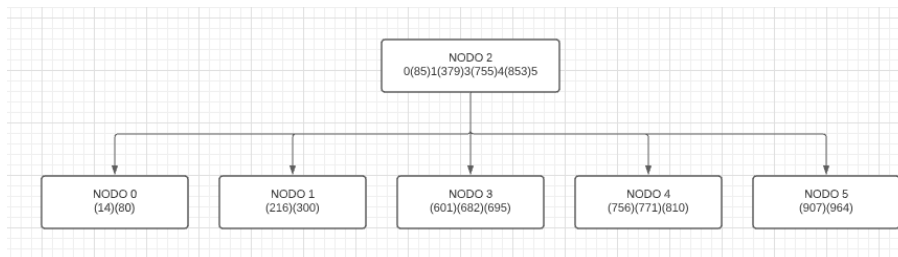 NODO 2
0(85)1(379)3(755)4(853)5
NODO 0
(14)(80)
NODO 1
(216)(300)
NODO 3
(601)(682)(695)
NODO 4
(756)(771)(810)
NODO 5
(907)(964)